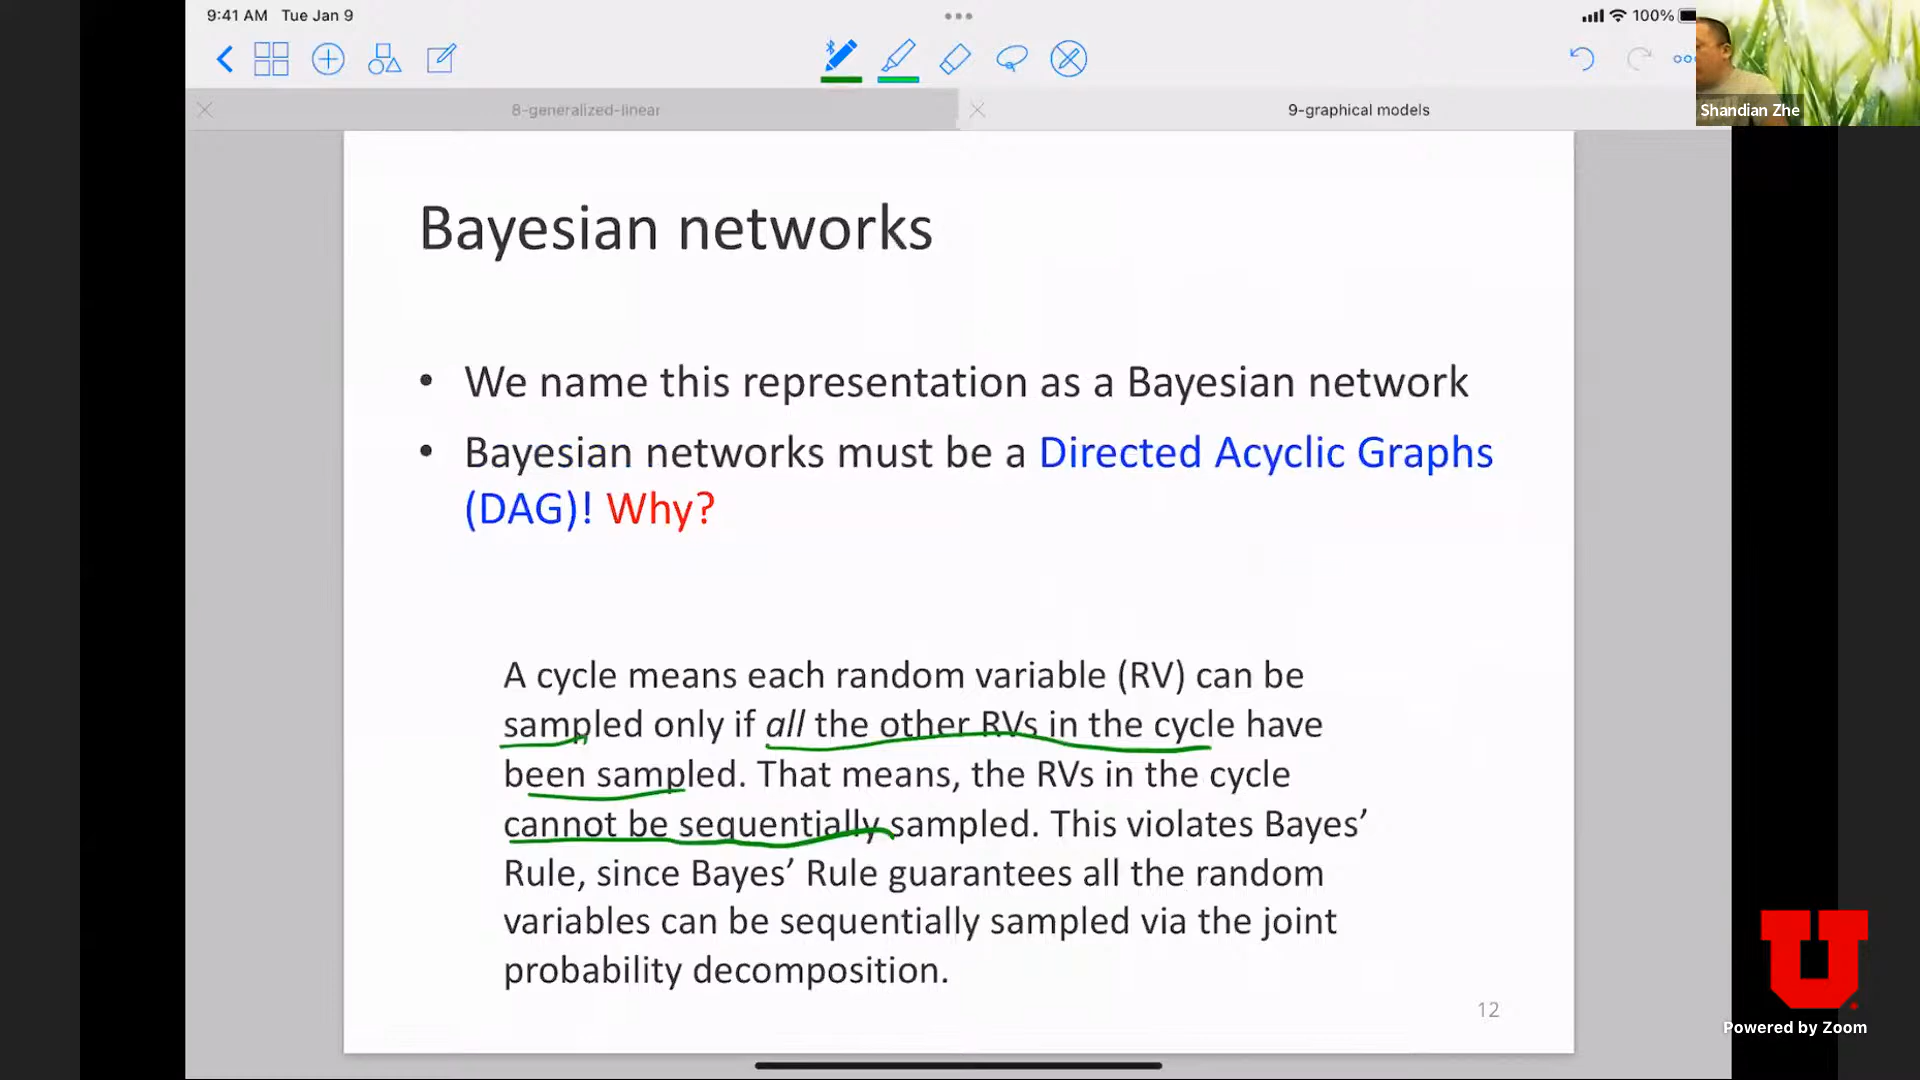 9:41 AM Tue Jan 9
100%
8-generalized-linear
9-graphical models
Shandian Zhe
Bayesian networks
• We name this representation as a Bayesian network
• Bayesian networks must be a Directed Acyclic Graphs
(DAG)! Why?
A cycle means each random variable (RV) can be
sampled only if all the other RVs in the cycle have
been sampled. That means, the RVs in the cycle
cannot be sequentially sampled. This violates Bayes’
Rule, since Bayes’ Rule guarantees all the random
variables can be sequentially sampled via the joint
probability decomposition.
12
U
Powered by Zoom